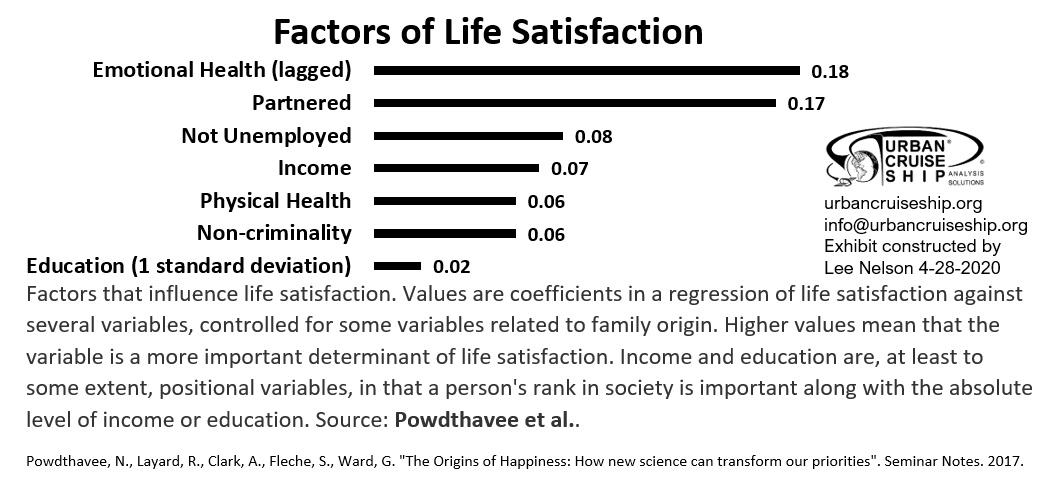 Factors of Life Satisfaction
Emotional Health (lagged) 0.18
Partnered 0.17
Not Unemployed 0.08
Income 0.07
Physical Health 0.06
Non-criminality 0.06
Education (1 standard deviation) 0.02
URBAN®
CRUISE
SHIP ANALYSIS
SOLUTIONS
©
urbancruiseship.org
info@urbancruiseship.org
Exhibit constructed by
Lee Nelson 4-28-2020
Factors that influence life satisfaction. Values are coefficients in a regression of life satisfaction against
several variables, controlled for some variables related to family origin. Higher values mean that the
variable is a more important determinant of life satisfaction. Income and education are, at least to
some extent, positional variables, in that a person's rank in society is important along with the absolute
level of income or education. Source: Powdthavee et al..
Powdthavee, N., Layard, R., Clark, A., Fleche, S., Ward, G. "The Origins of Happiness: How new science can transform our priorities". Seminar Notes. 2017.